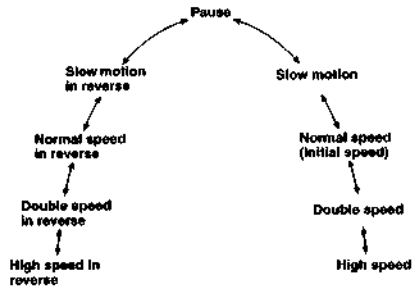 Pause
Slow motion
in reverse
Slow motion
Normal speed
in reverse
Normal speed
(Initial speed)
Double speed
in reverse
Double speed
High speed in
reverse
High speed